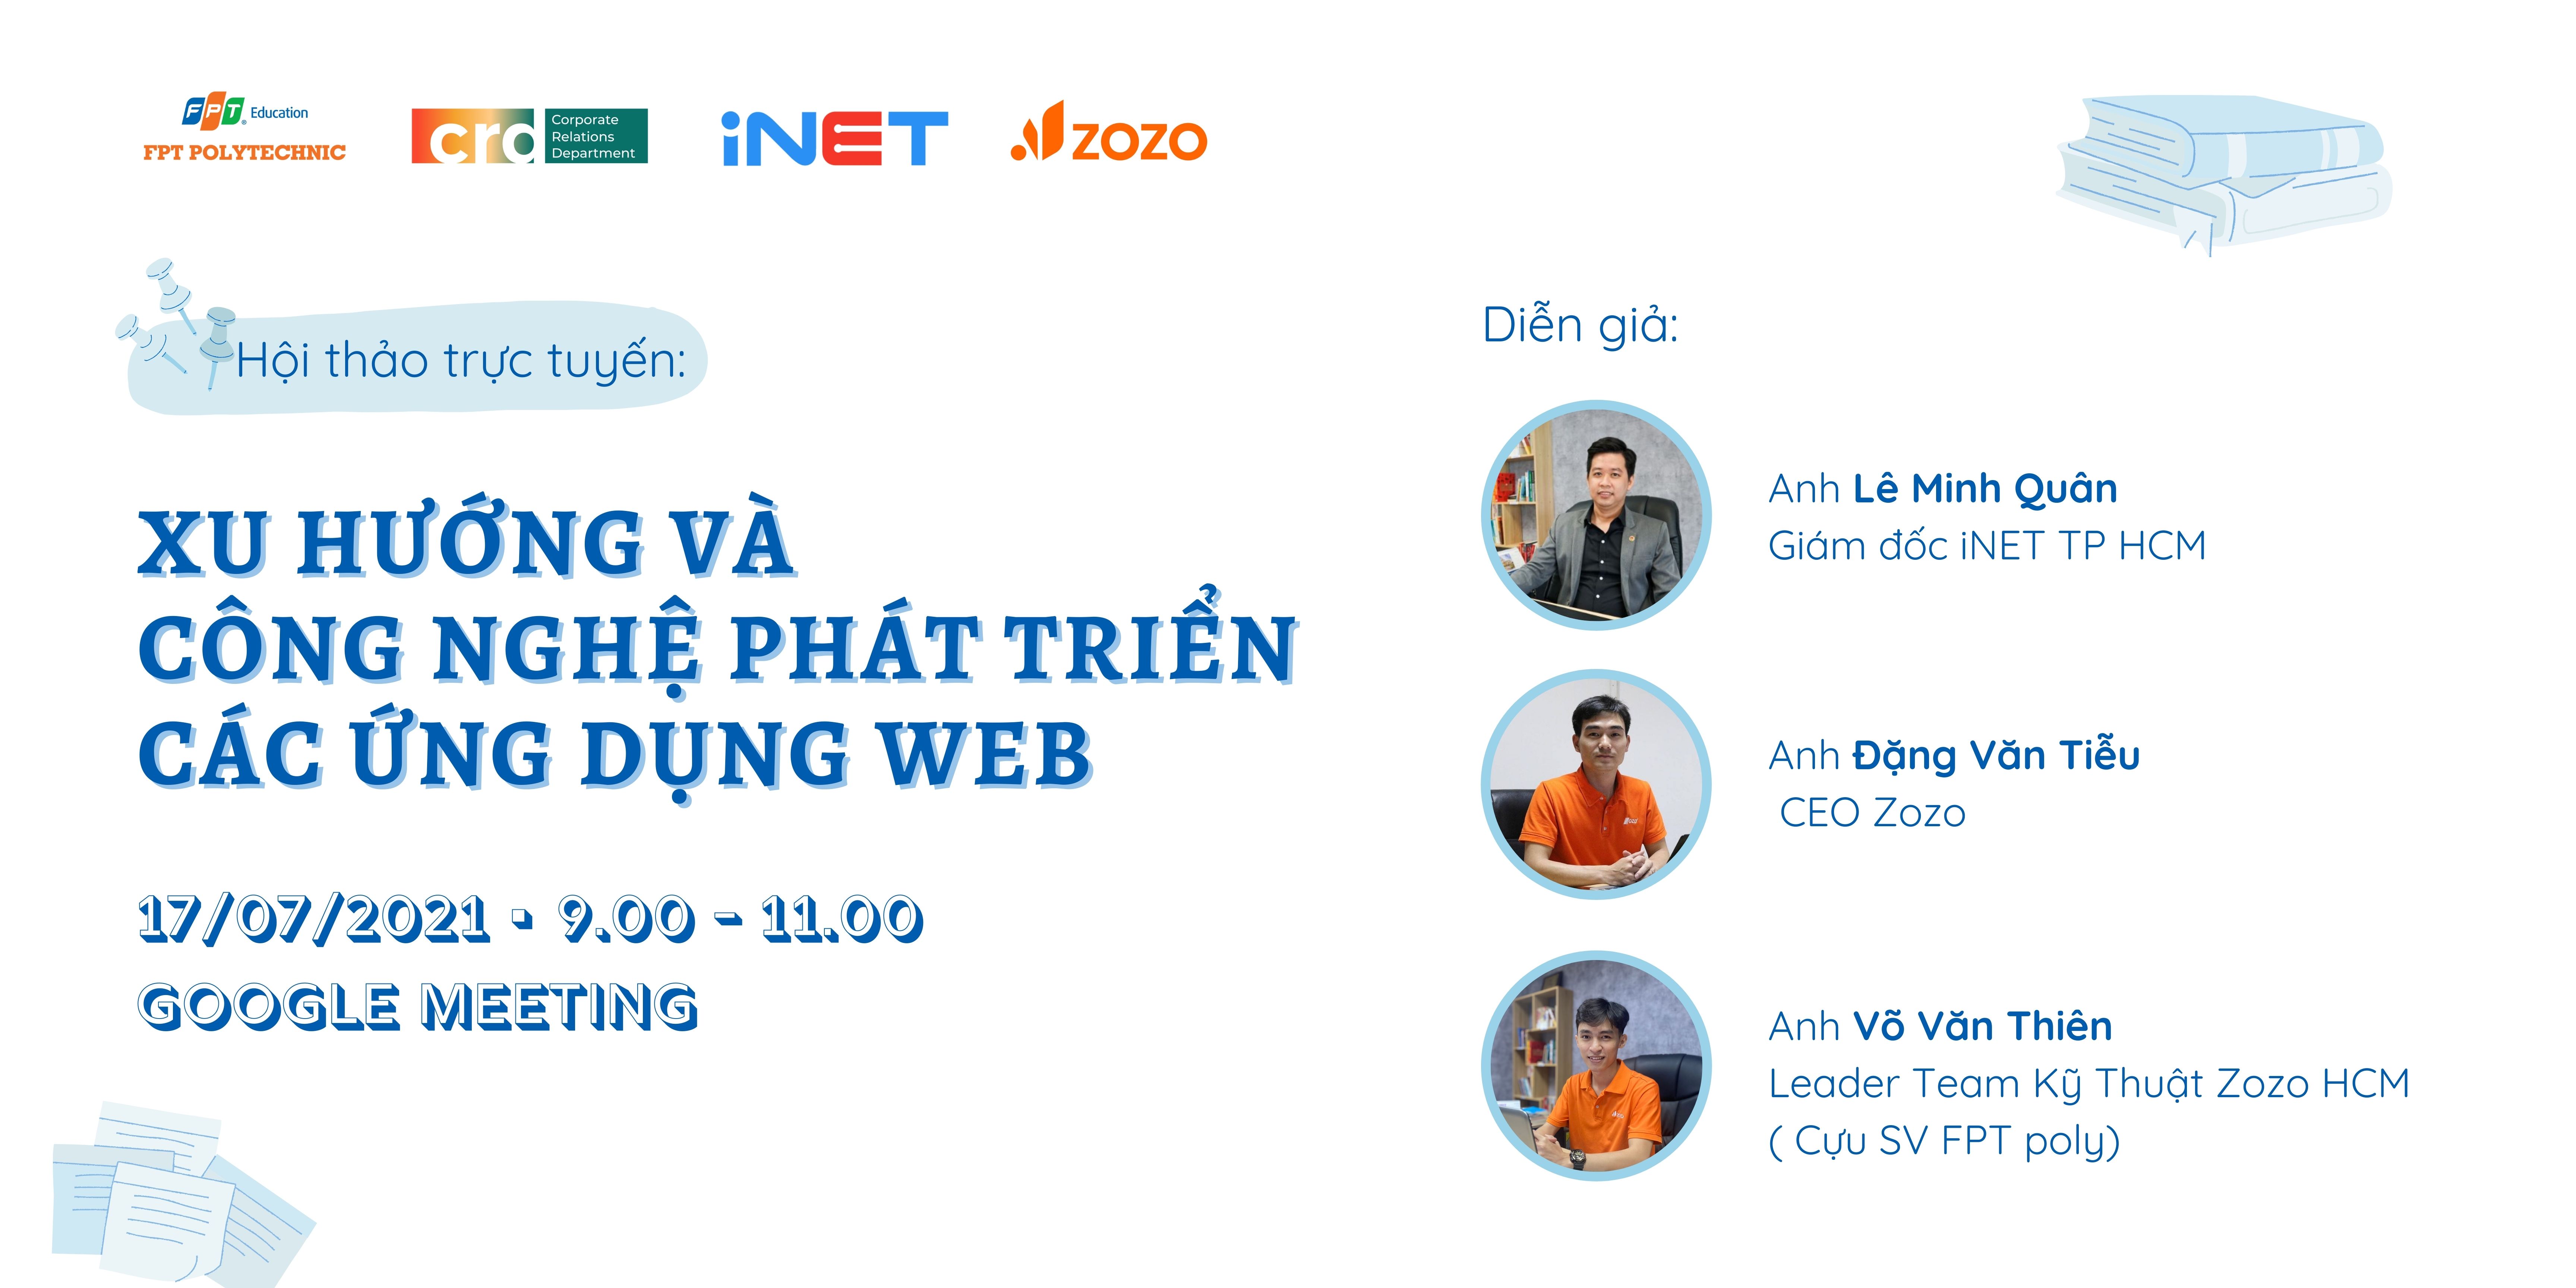 FPT Education
FPT POLYTECHNIC
crd
Corporate
Relations
Department
iNET
zozo
Hội thảo trực tuyến:
XU HƯỚNG VÀ
CÔNG NGHỆ PHÁT TRIỂN
CÁC ỨNG DỤNG WEB
17/07/2021 ▪ 9.00 - 11.00
GOOGLE MEETING
Diễn giả:
Anh Lê Minh Quân
Giám đốc iNET TP HCM
Anh Đặng Văn Tiễu
CEO Zozo
Anh Võ Văn Thiên
Leader Team Kỹ Thuật Zozo HCM
( Cựu SV FPT poly)